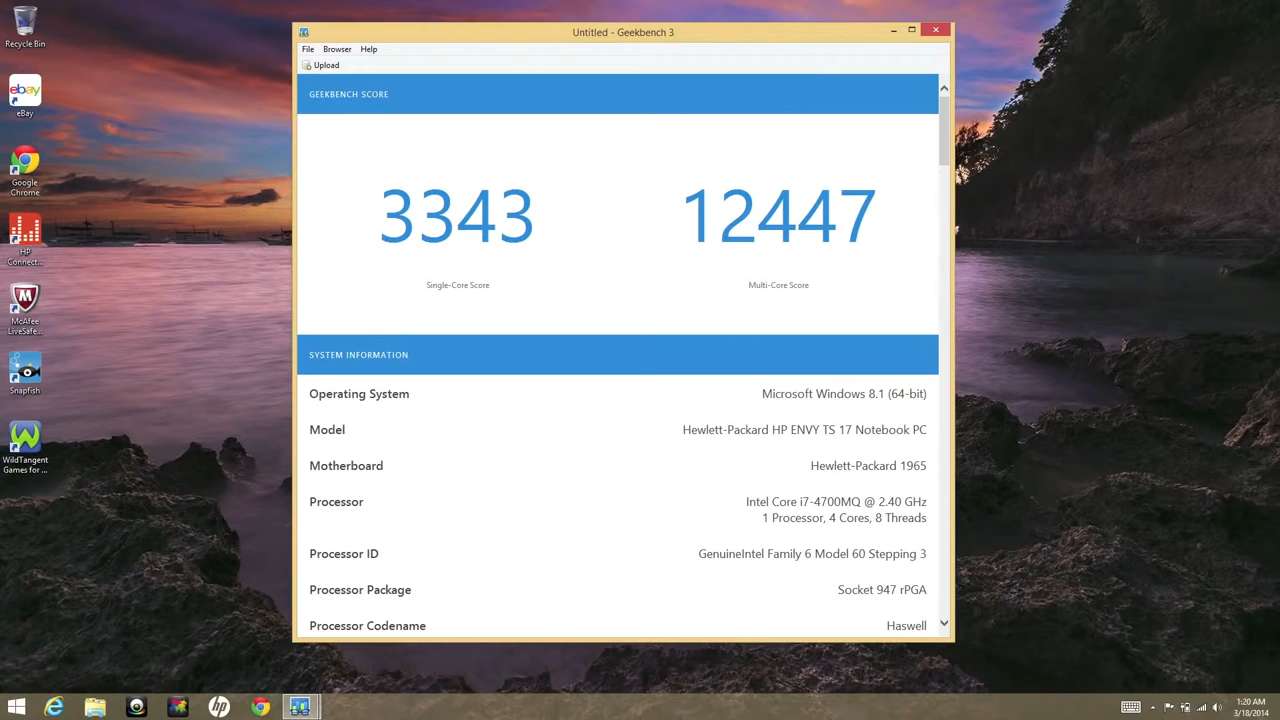 Untitled - Geekbench 3
File Browser Help
Upload
GEEKBENCH SCORE
3343 12447
Single-Core Score Multi-Core Score
SYSTEM INFORMATION
Operating System Microsoft Windows 8.1 (64-bit)
Model Hewlett-Packard HP ENVY TS 17 Notebook PC
Motherboard Hewlett-Packard 1965
Processor Intel Core i7-4700MQ @ 2.40 GHz
1 Processor, 4 Cores, 8 Threads
Processor ID GenuineIntel Family 6 Model 60 Stepping 3
Processor Package Socket 947 rPGA
Processor Codename Haswell
Recycle Bin
ebay
eBay
Google
Chrome
HP
Connect...
McAfee
LiveSafe...
Snapfish
WildTangent
Games for ...
hp
1:20 AM
3/18/2014